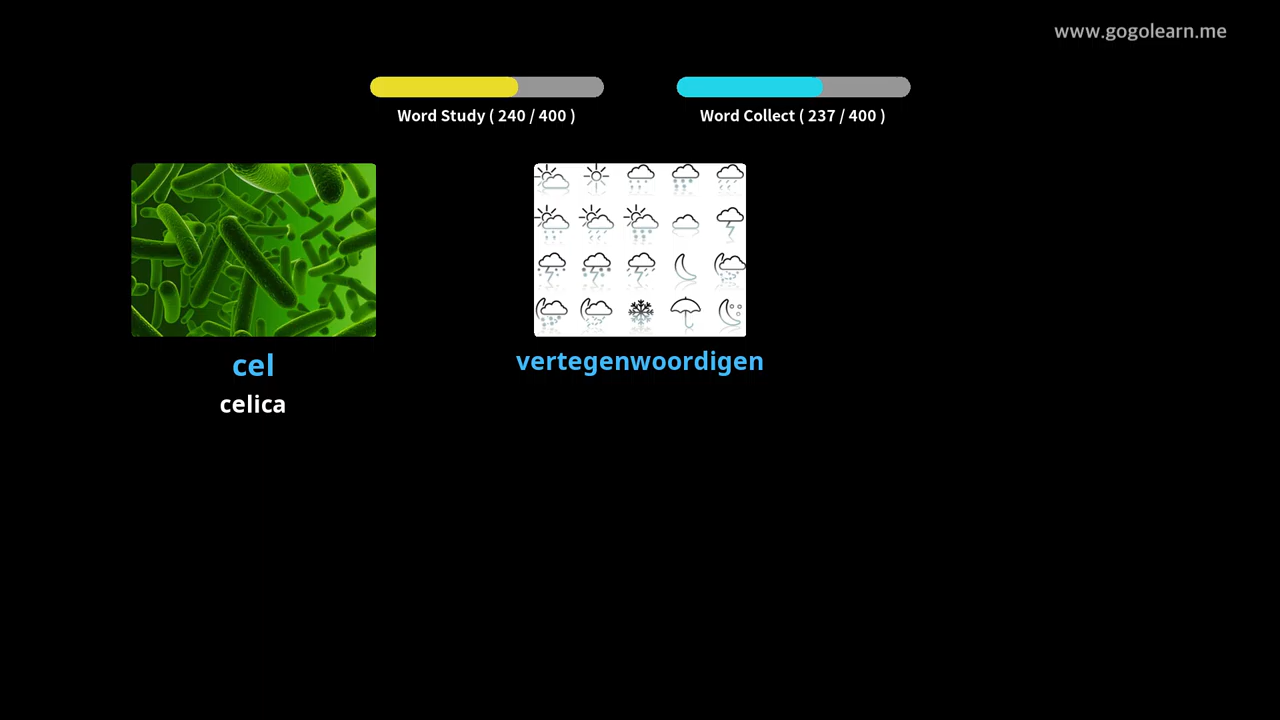 www.gogolearn.me
Word Study ( 240 / 400 )
Word Collect ( 237 / 400 )
cel
celica
vertegenwoordigen